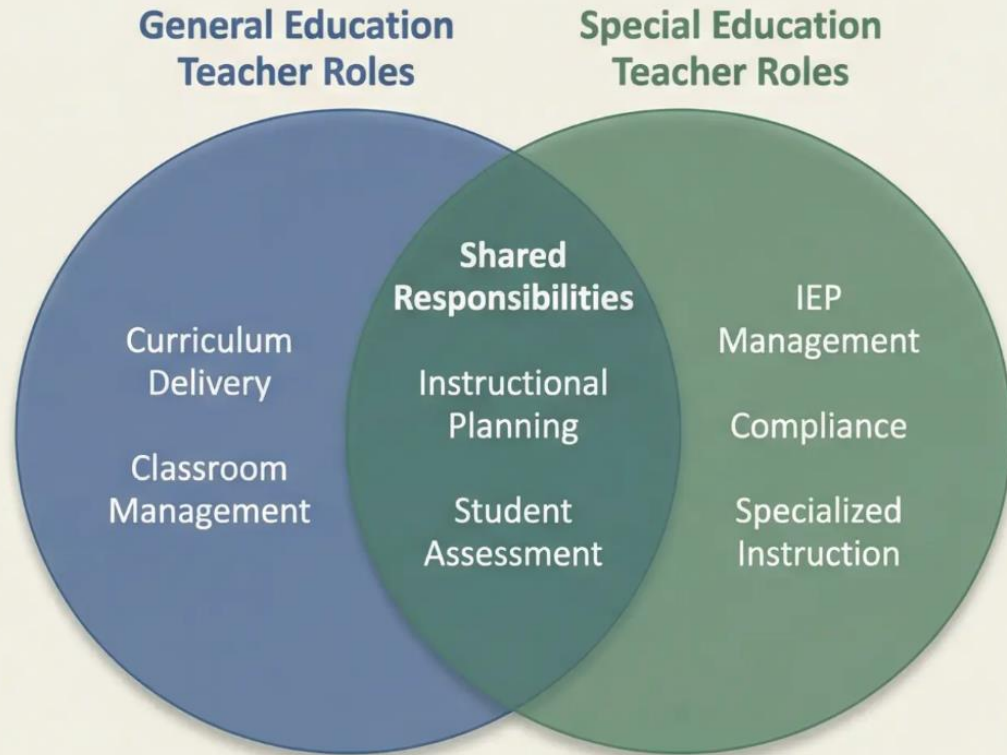 General Education
Teacher Roles
Special Education
Teacher Roles
Curriculum
Delivery
Classroom
Management
Shared
Responsibilities
Instructional
Planning
Student
Assessment
IEP
Management
Compliance
Specialized
Instruction